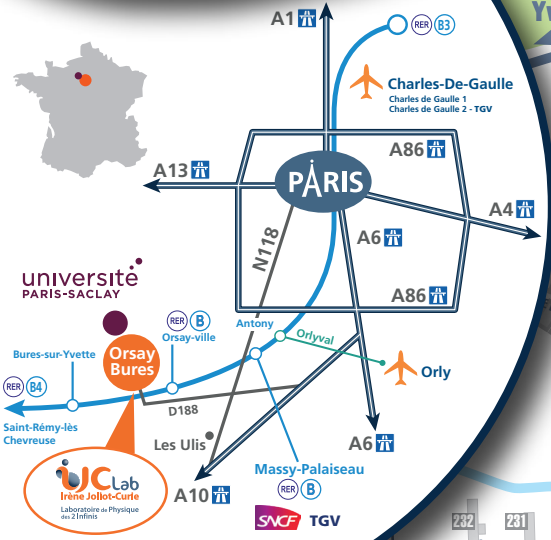 A1
RER B3
Yv
Charles-De-Gaulle
Charles de Gaulle 1
Charles de Gaulle 2 - TGV
A86
A13
PARIS
A4
N118
A6
université
PARIS-SACLAY
A86
RER B
Orsay-ville
Antony
Orlyval
Bures-sur-Yvette
Orsay
Bures
Orly
RER B4
D188
Saint-Rémy-lès
Chevreuse
Les Ulis
A6
Massy-Palaiseau
RER B
IJCLab
Irène Joliot-Curie
Laboratoire de Physique
des 2 Infinis
A10
SNCF TGV
232
231